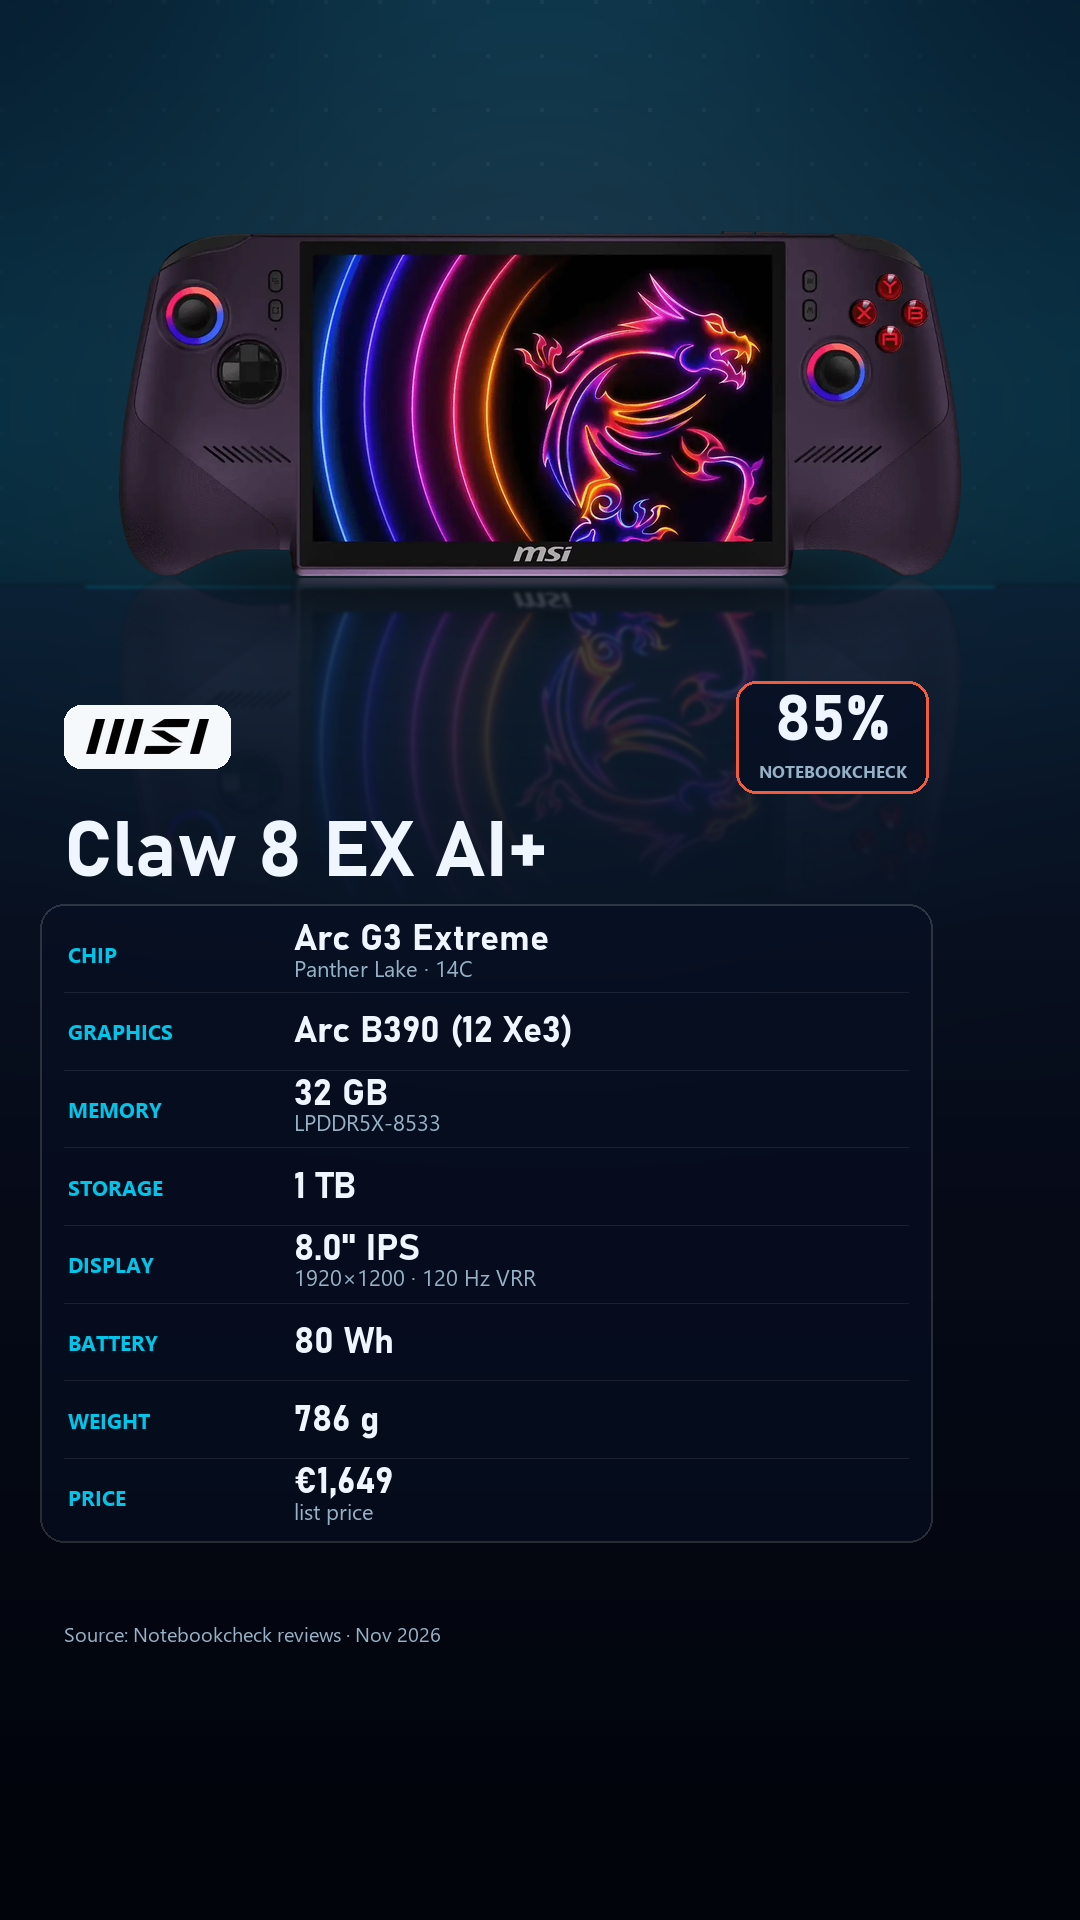 Y
X
B
A
msi
msi
85%
NOTEBOOKCHECK
Claw 8 EX AI+
CHIP
Arc G3 Extreme
Panther Lake · 14C
GRAPHICS
Arc B390 (12 Xe3)
MEMORY
32 GB
LPDDR5X-8533
STORAGE
1 TB
DISPLAY
8.0" IPS
1920×1200 · 120 Hz VRR
BATTERY
80 Wh
WEIGHT
786 g
PRICE
€1,649
list price
Source: Notebookcheck reviews · Nov 2026